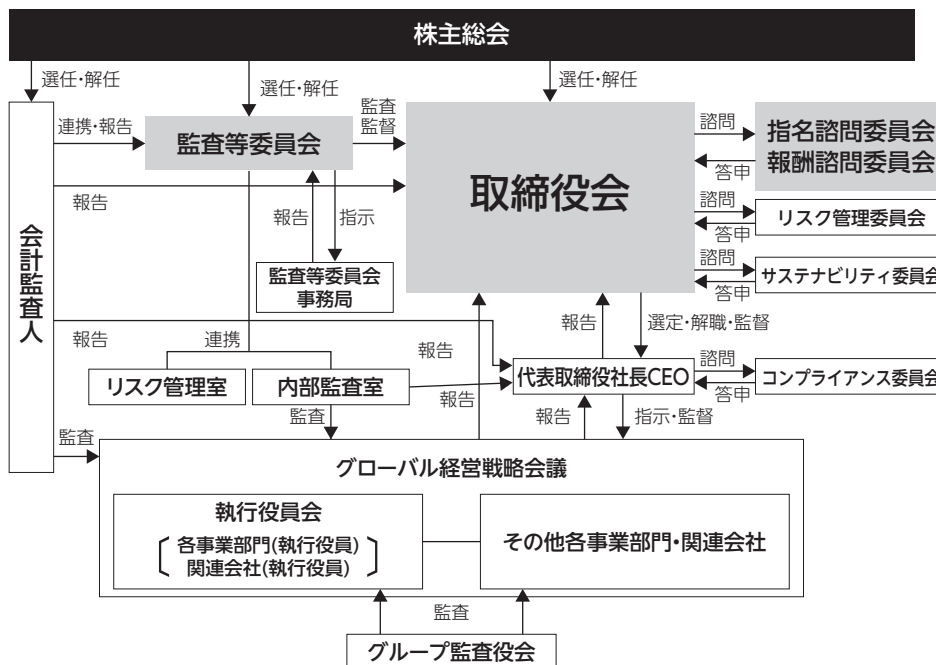 株主総会
選任・解任
選任・解任
選任・解任
連携・報告
監査等委員会
監査
監督
取締役会
諮問
答申
指名諮問委員会
報酬諮問委員会
報告
報告
指示
諮問
答申
リスク管理委員会
会計監査人
監査等委員会
事務局
諮問
答申
サステナビリティ委員会
報告
連携
報告
報告
選定・解職・監督
リスク管理室
内部監査室
報告
代表取締役社長CEO
諮問
答申
コンプライアンス委員会
監査
監査
報告
指示・監督
グローバル経営戦略会議
執行役員会
各事業部門(執行役員)
関連会社(執行役員)
その他各事業部門・関連会社
監査
グループ監査役会